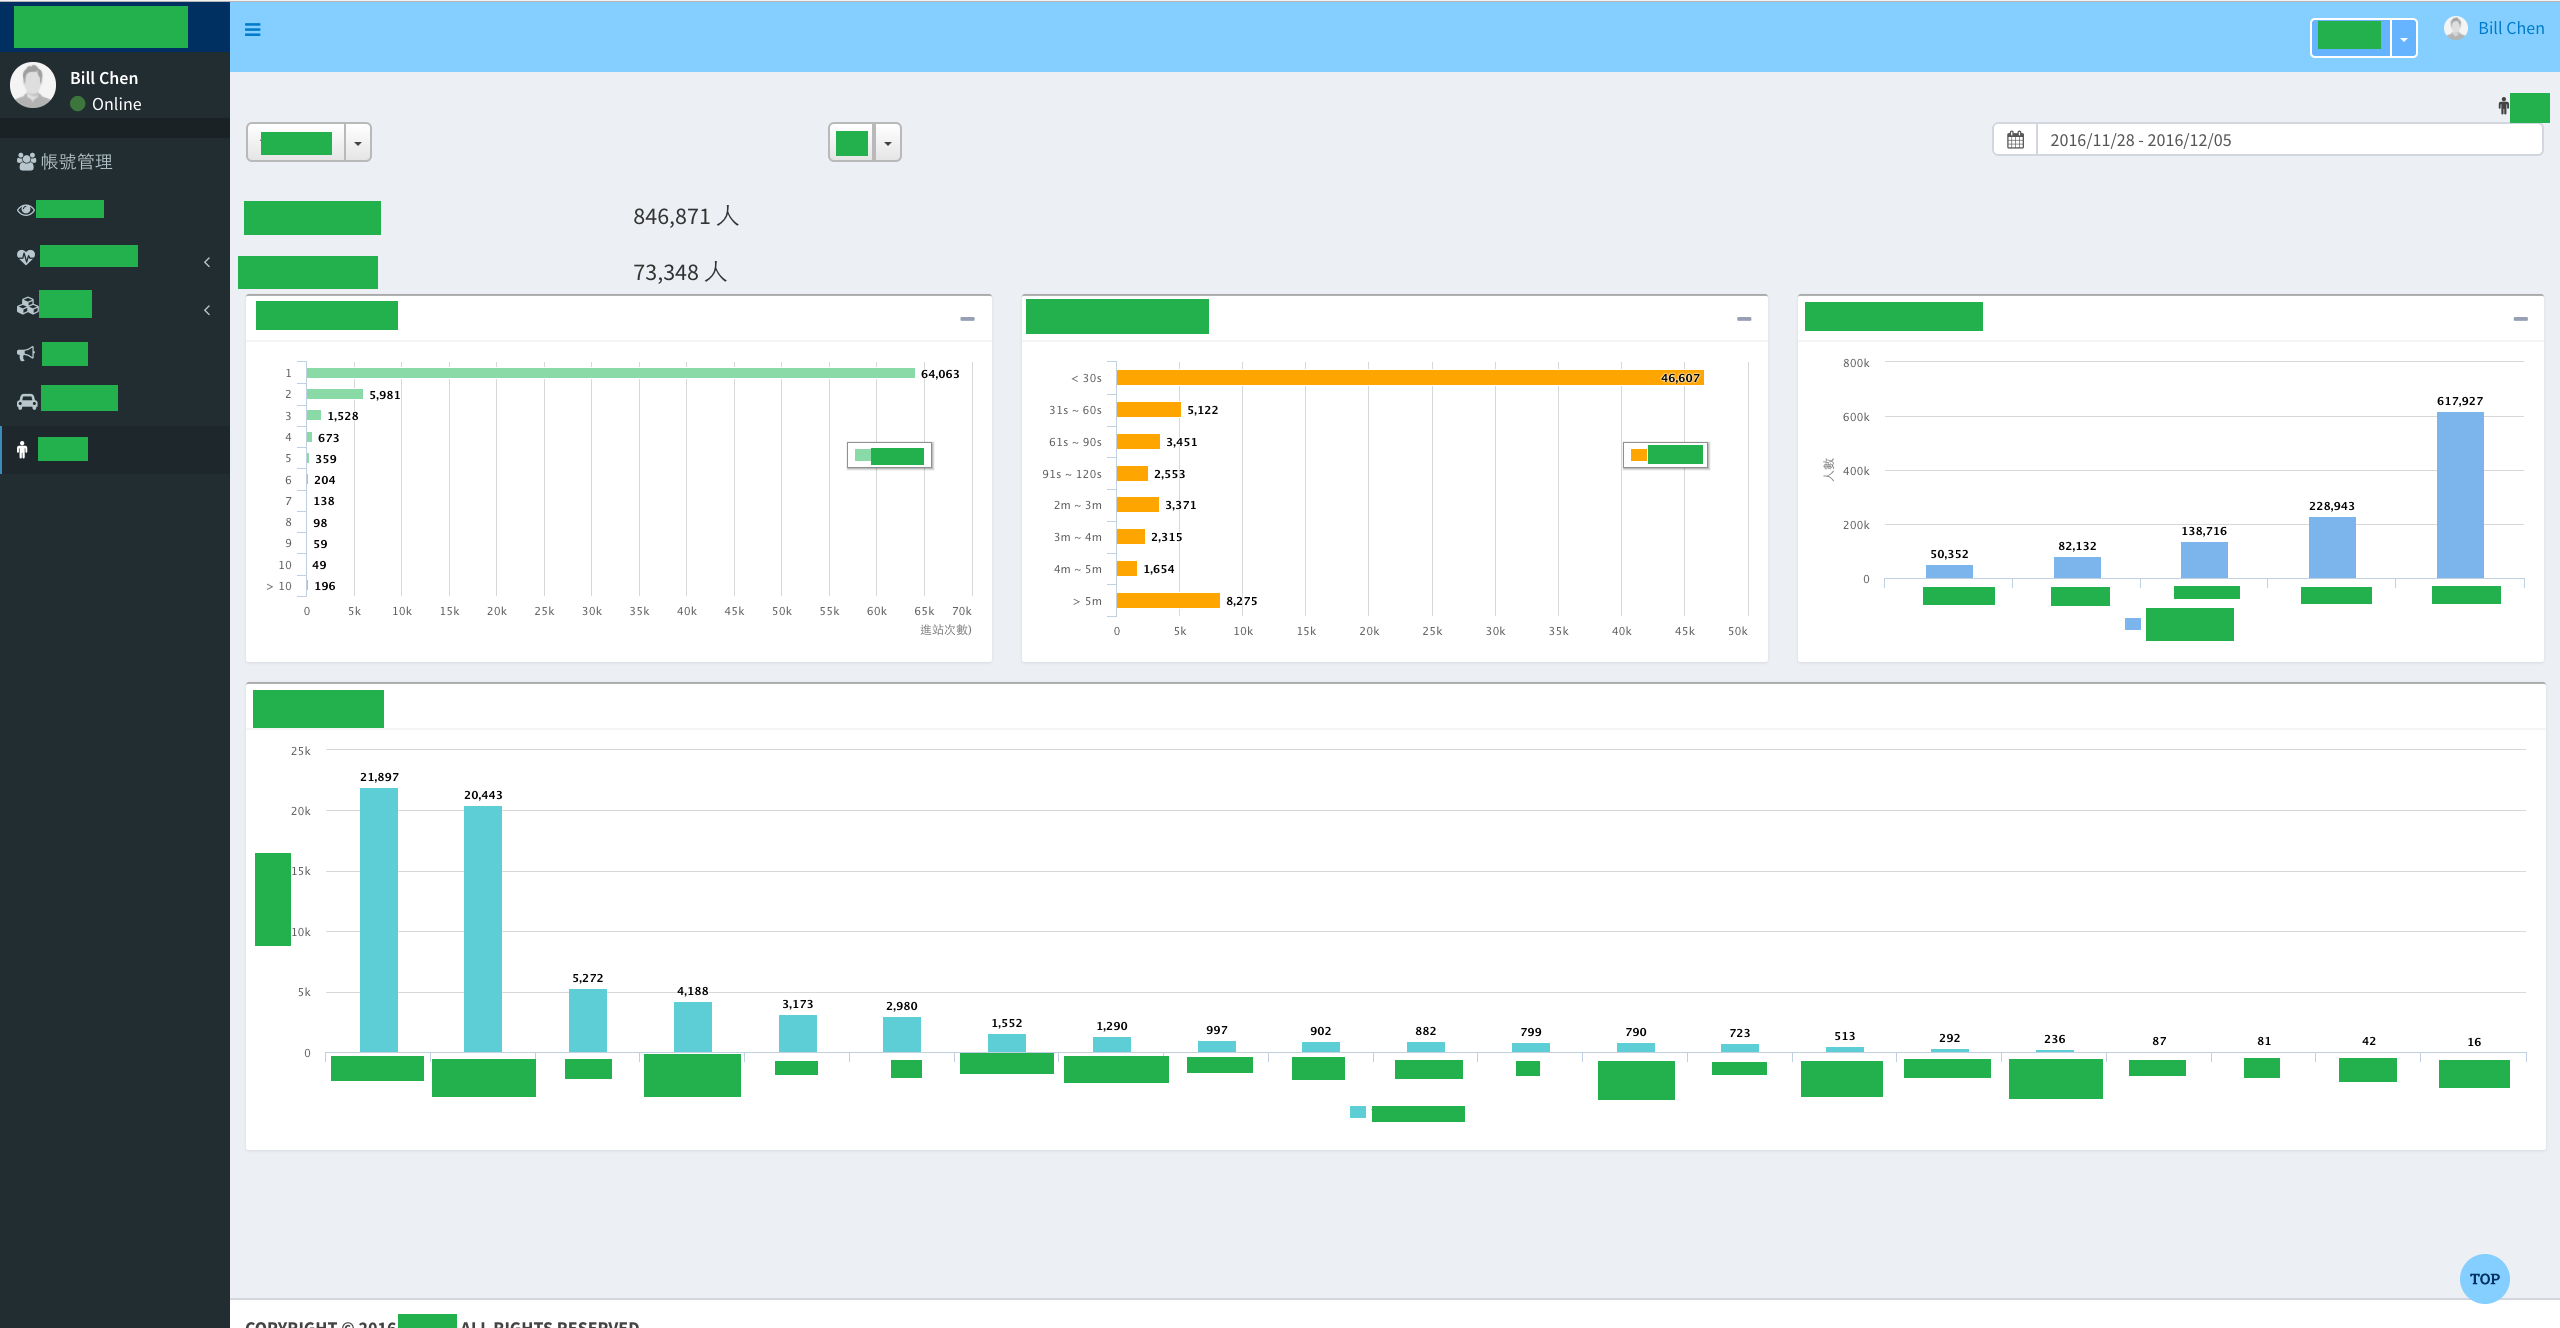 Bill Chen
Bill Chen
Online
帳號管理
2016/11/28 - 2016/12/05
846,871 人
73,348 人
1 64,063
2 5,981
3 1,528
4 673
5 359
6 204
7 138
8 98
9 59
10 49
> 10 196
0 5k 10k 15k 20k 25k 30k 35k 40k 45k 50k 55k 60k 65k 70k
進站次數)
< 30s 46,607
31s ~ 60s 5,122
61s ~ 90s 3,451
91s ~ 120s 2,553
2m ~ 3m 3,371
3m ~ 4m 2,315
4m ~ 5m 1,654
> 5m 8,275
0 5k 10k 15k 20k 25k 30k 35k 40k 45k 50k
人數
800k
600k
400k
200k
0
50,352 82,132 138,716 228,943 617,927
25k
20k
15k
10k
5k
0
21,897 20,443 5,272 4,188 3,173 2,980 1,552 1,290 997 902 882 799 790 723 513 292 236 87 81 42 16
TOP
COPYRIGHT © 2016 ALL RIGHTS RESERVED